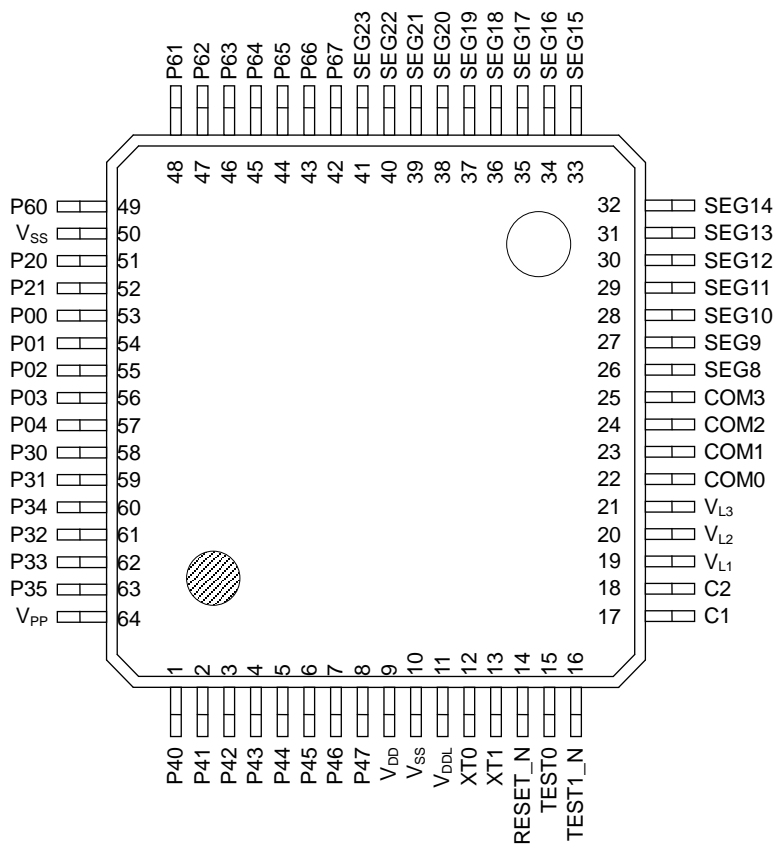 P61 P62 P63 P64 P65 P66 P67 SEG23 SEG22 SEG21 SEG20 SEG19 SEG18 SEG17 SEG16 SEG15
48 47 46 45 44 43 42 41 40 39 38 37 36 35 34 33
P60 49 32 SEG14
VSS 50 31 SEG13
P20 51 30 SEG12
P21 52 29 SEG11
P00 53 28 SEG10
P01 54 27 SEG9
P02 55 26 SEG8
P03 56 25 COM3
P04 57 24 COM2
P30 58 23 COM1
P31 59 22 COM0
P34 60 21 VL3
P32 61 20 VL2
P33 62 19 VL1
P35 63 18 C2
VPP 64 17 C1
1 2 3 4 5 6 7 8 9 10 11 12 13 14 15 16
P40 P41 P42 P43 P44 P45 P46 P47 VDD VSS VDDL XT0 XT1 RESET_N TEST0 TEST1_N